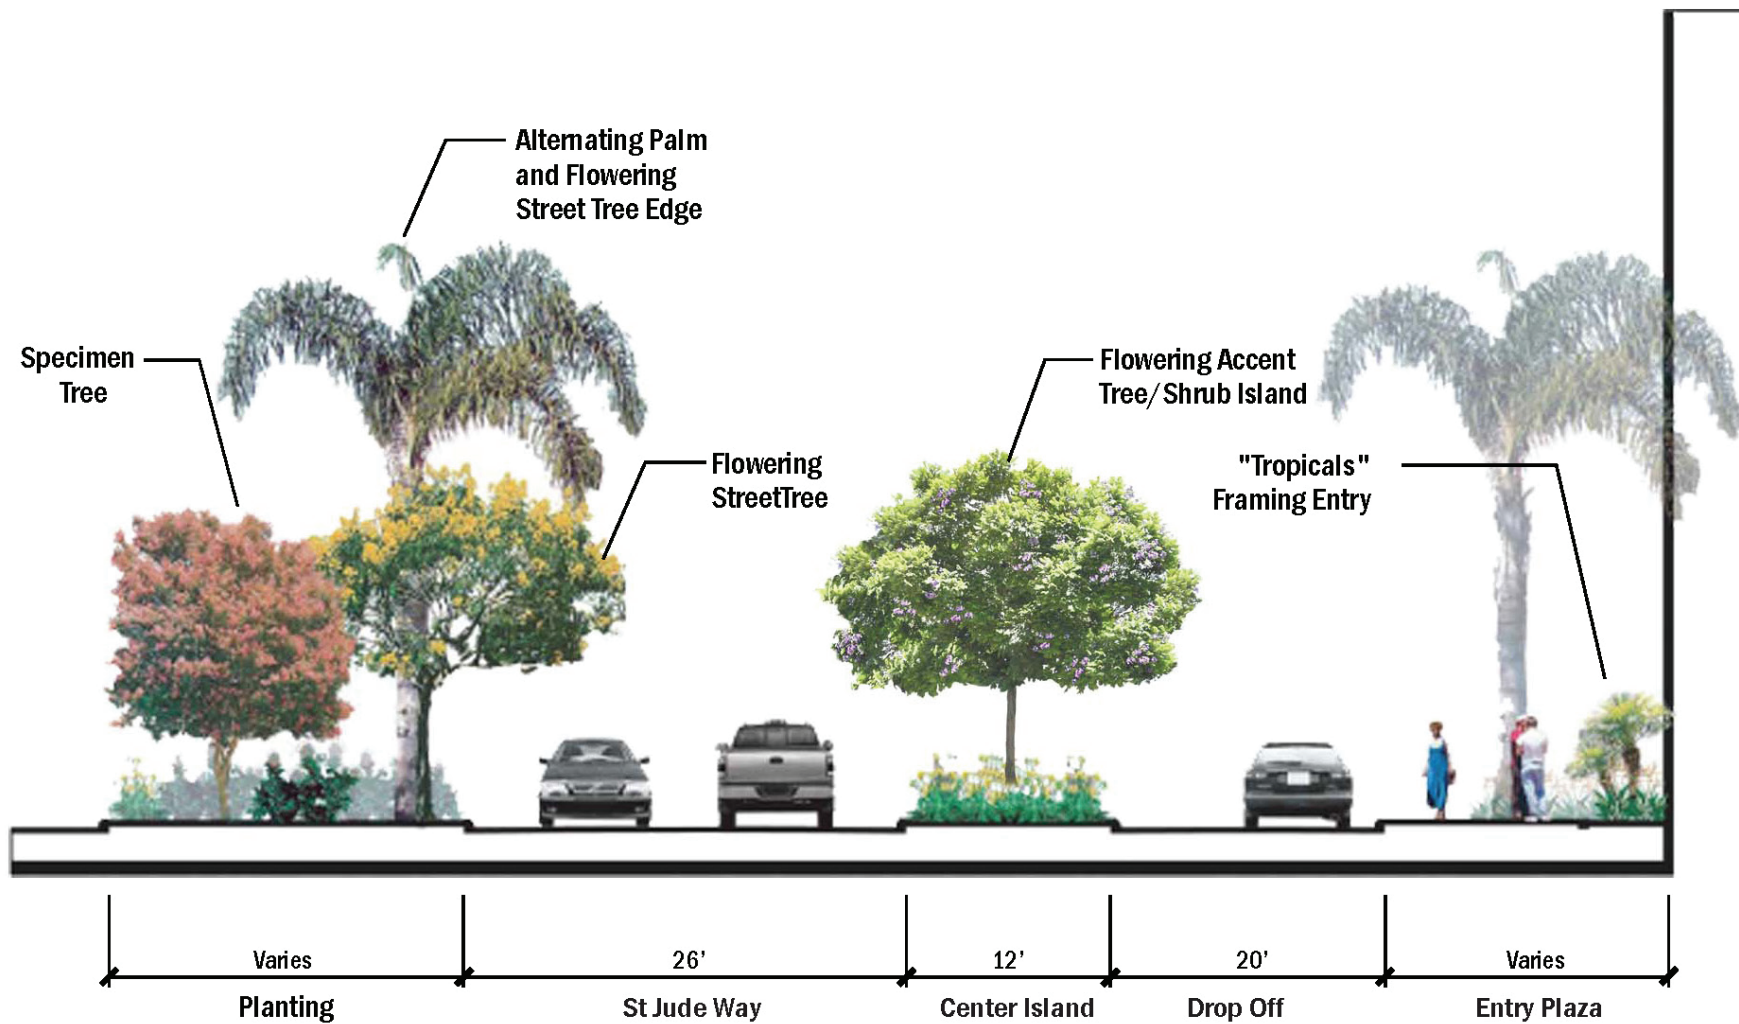 Alternating Palm
and Flowering
Street Tree Edge
Specimen
Tree
Flowering
StreetTree
Flowering Accent
Tree/Shrub Island
"Tropicals"
Framing Entry
Varies
26'
12'
20'
Varies
Planting
St Jude Way
Center Island
Drop Off
Entry Plaza